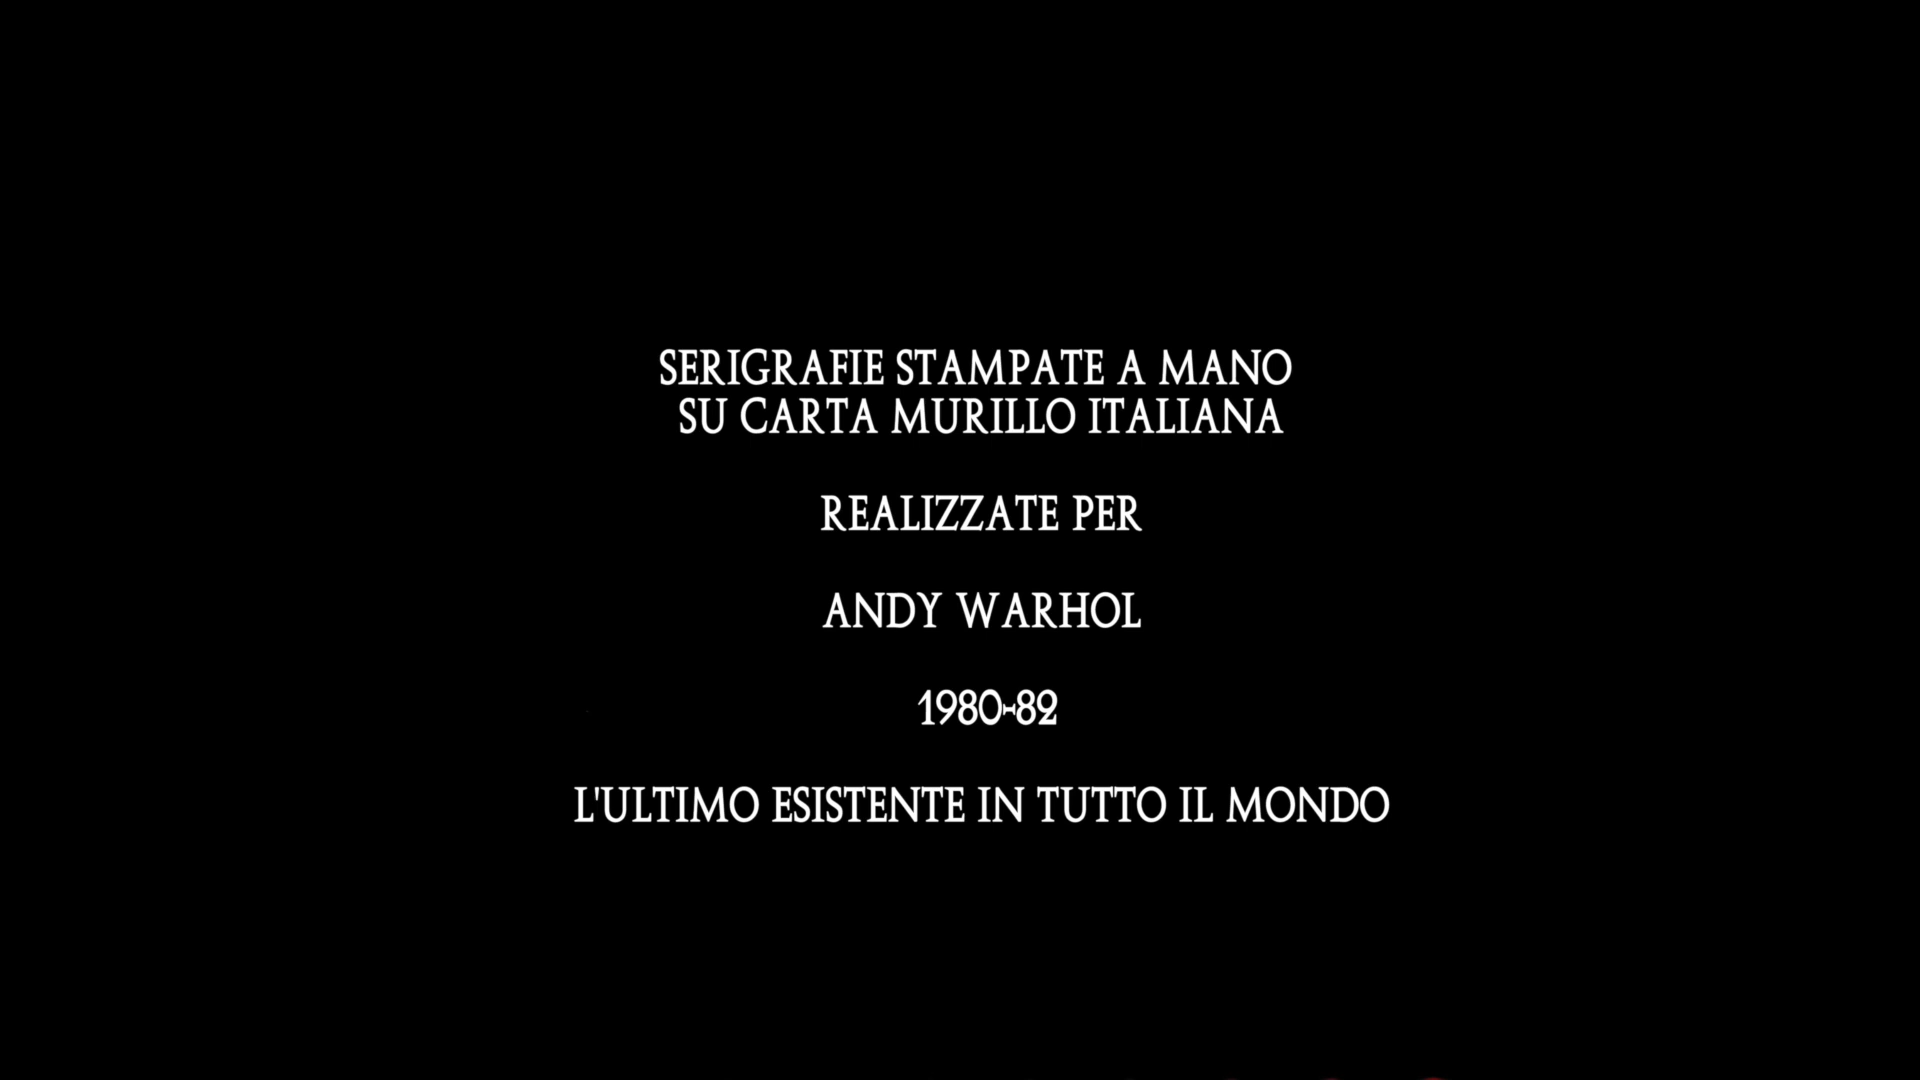 SERIGRAFIE STAMPATE A MANO
SU CARTA MURILLO ITALIANA
REALIZZATE PER
ANDY WARHOL
1980-82
L'ULTIMO ESISTENTE IN TUTTO IL MONDO